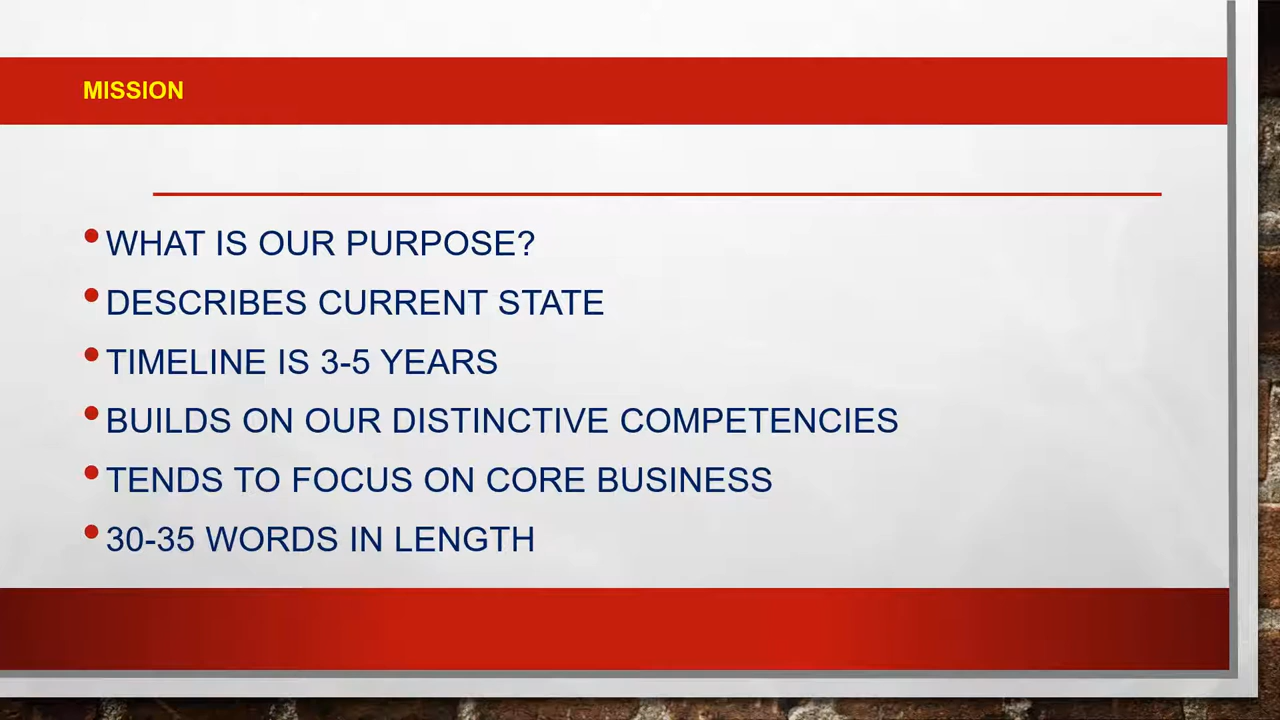 MISSION
•WHAT IS OUR PURPOSE?
•DESCRIBES CURRENT STATE
•TIMELINE IS 3-5 YEARS
•BUILDS ON OUR DISTINCTIVE COMPETENCIES
•TENDS TO FOCUS ON CORE BUSINESS
•30-35 WORDS IN LENGTH